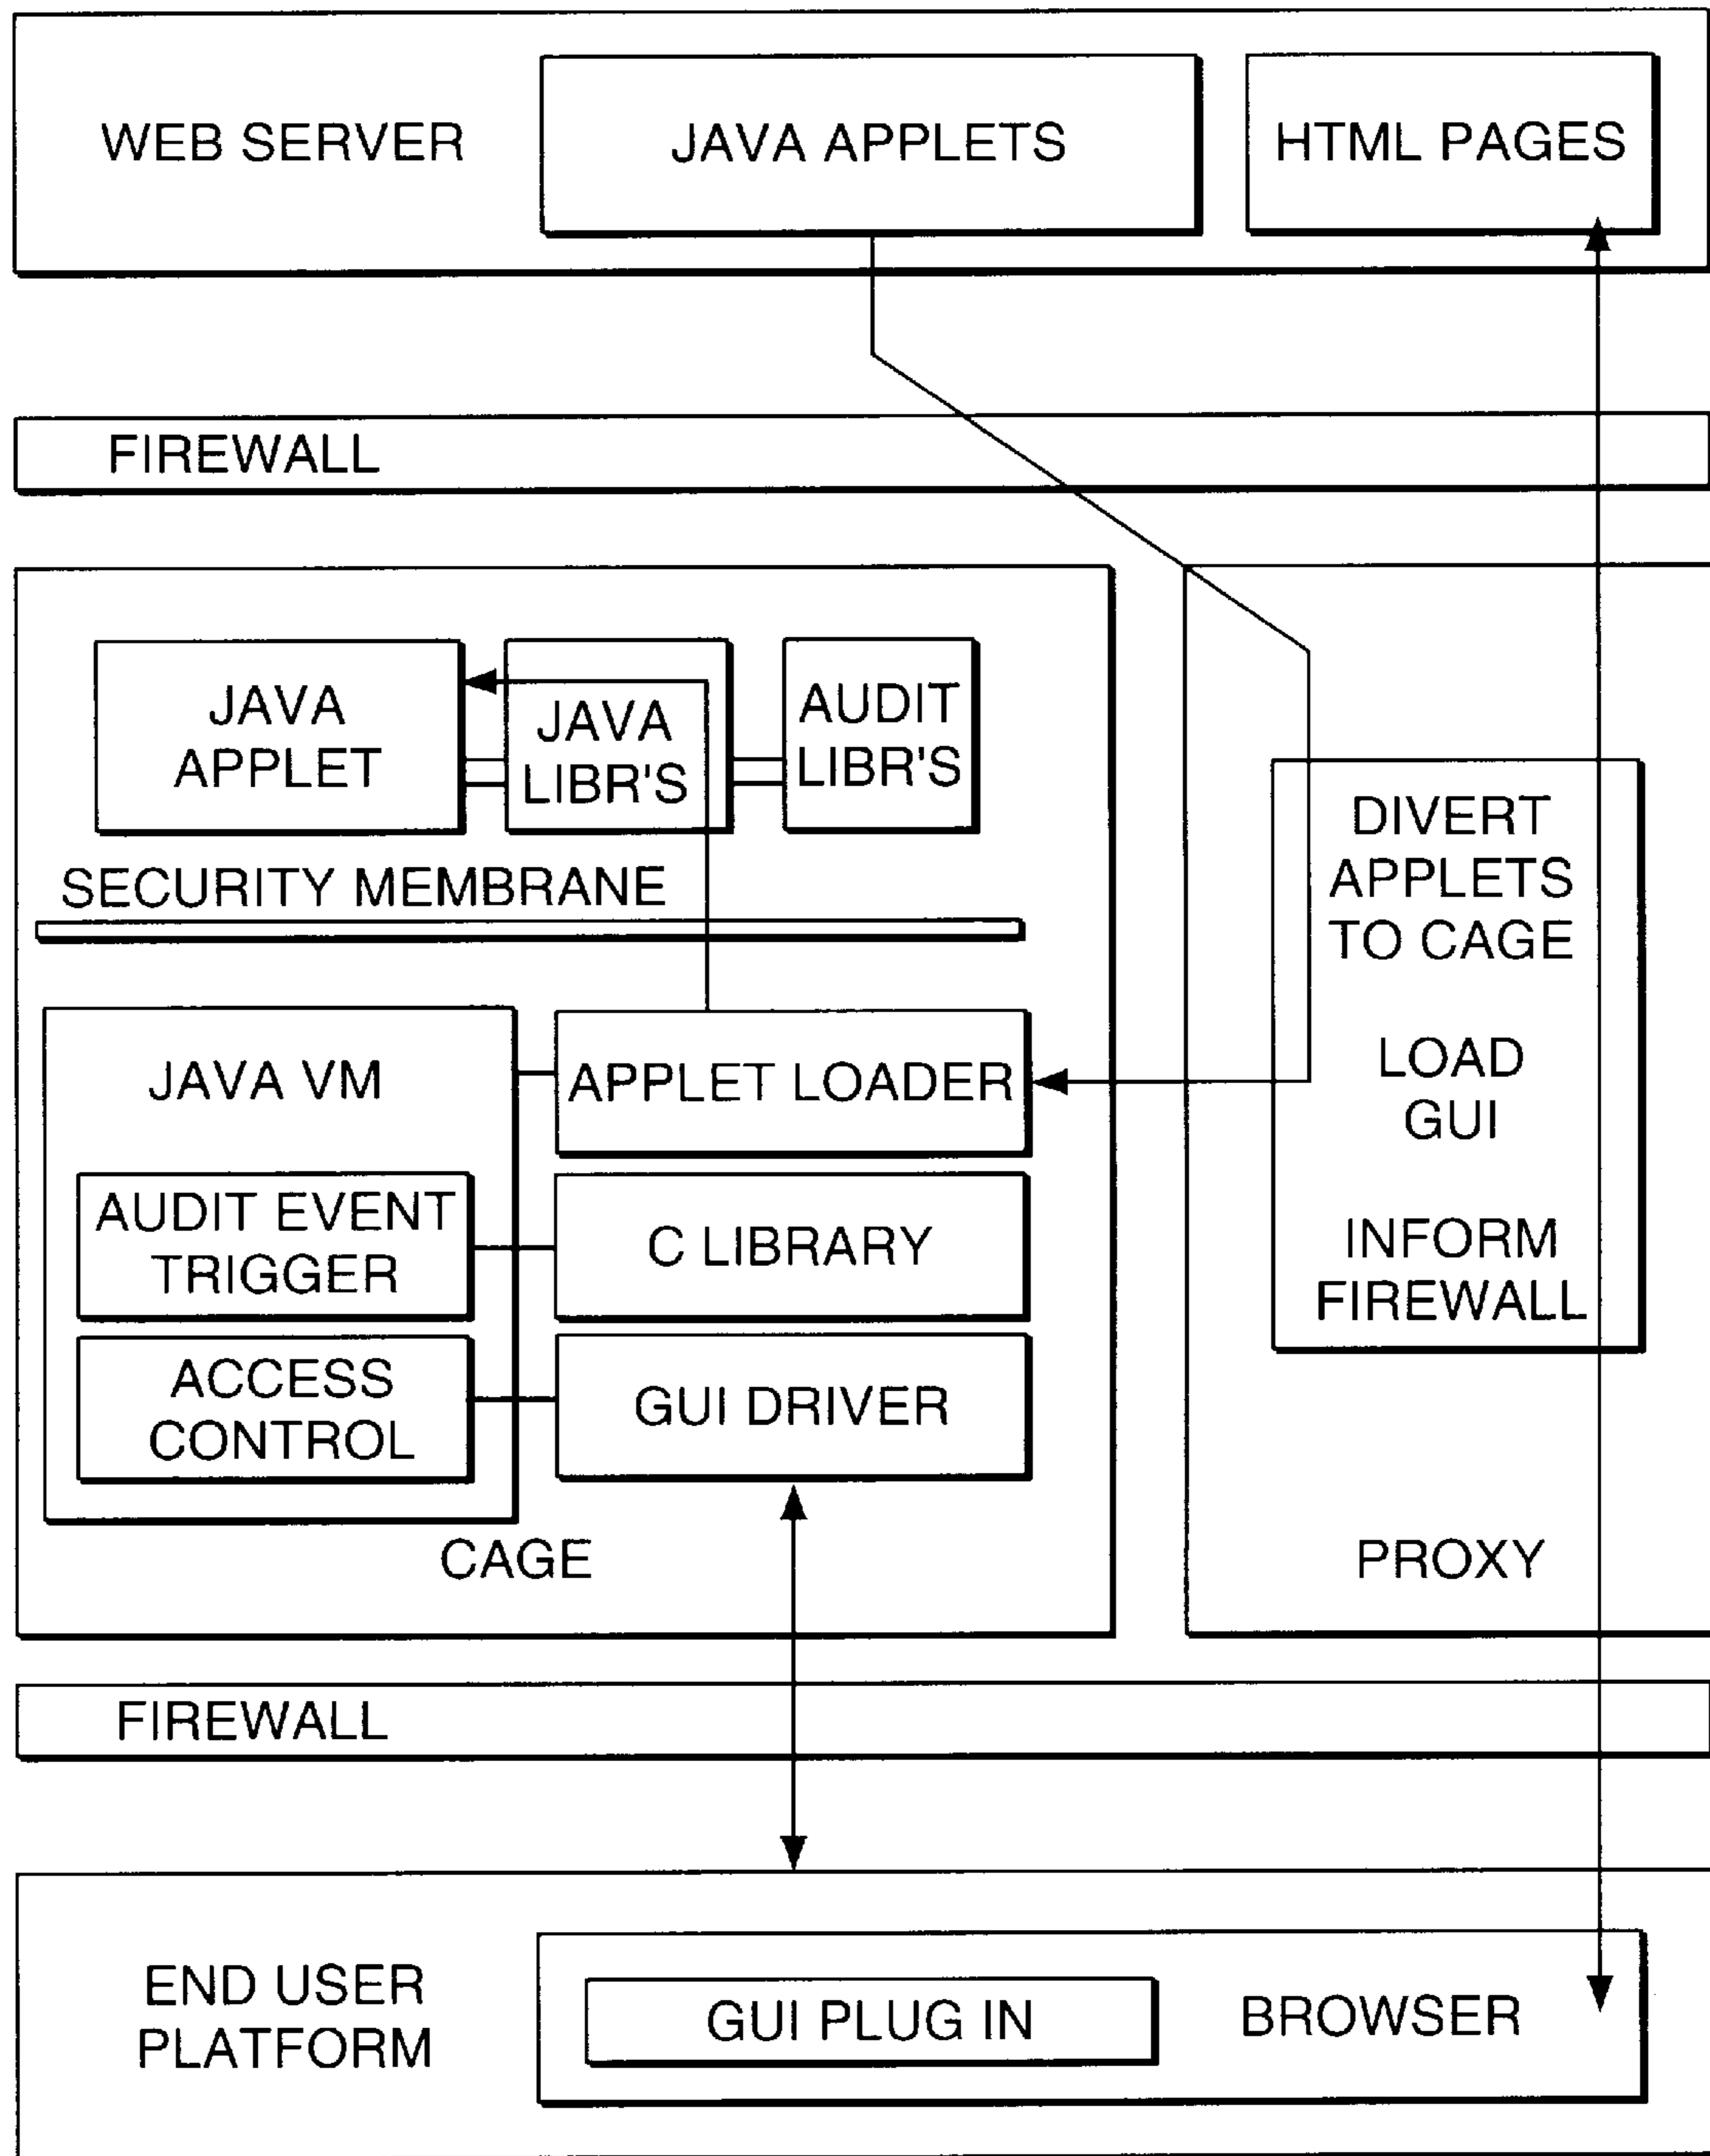 WEB SERVER
JAVA APPLETS
HTML PAGES
FIREWALL
JAVA
APPLET
JAVA
LIBR'S
AUDIT
LIBR'S
SECURITY MEMBRANE
JAVA VM
APPLET LOADER
AUDIT EVENT
TRIGGER
C LIBRARY
ACCESS
CONTROL
GUI DRIVER
CAGE
DIVERT
APPLETS
TO CAGE
LOAD
GUI
INFORM
FIREWALL
PROXY
FIREWALL
END USER
PLATFORM
GUI PLUG IN
BROWSER